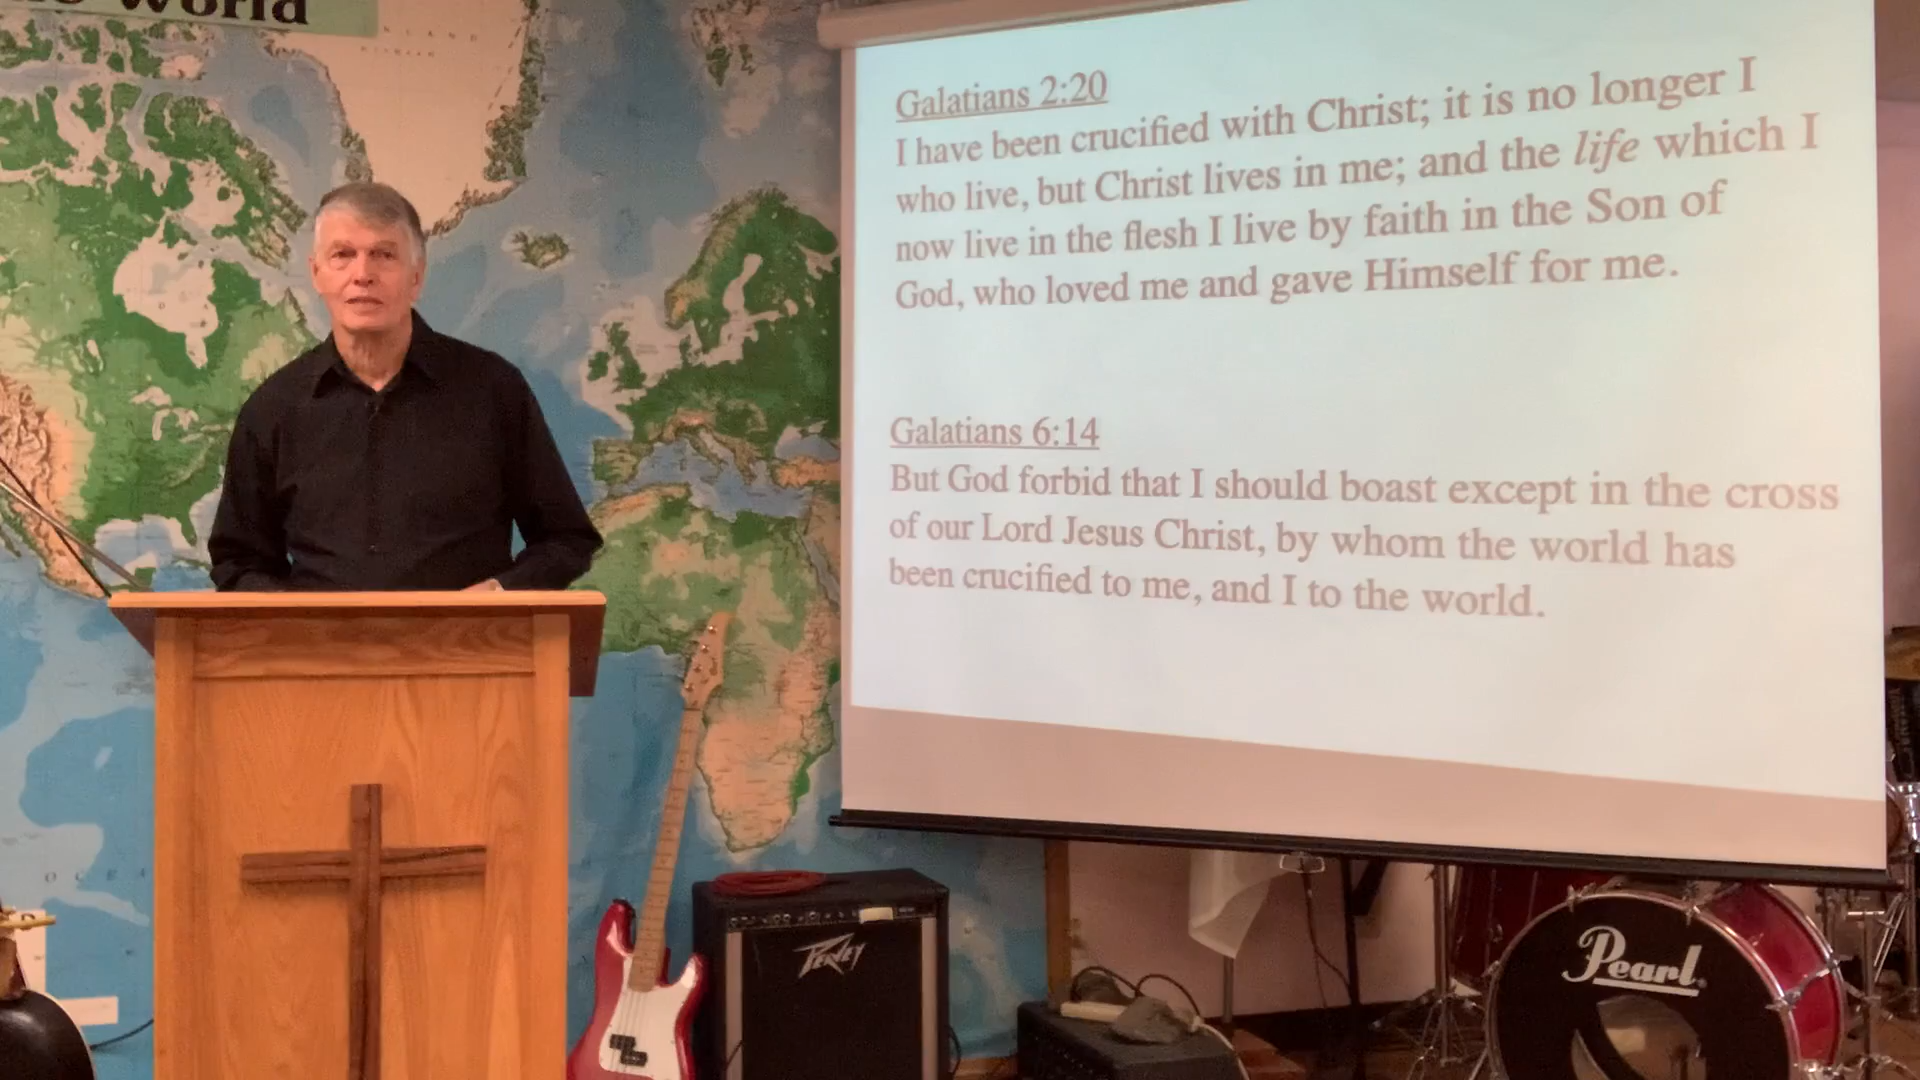 world
Galatians 2:20
I have been crucified with Christ; it is no longer I
who live, but Christ lives in me; and the life which I
now live in the flesh I live by faith in the Son of
God, who loved me and gave Himself for me.
Galatians 6:14
But God forbid that I should boast except in the cross
of our Lord Jesus Christ, by whom the world has
been crucified to me, and I to the world.
PEAVEY
Pearl